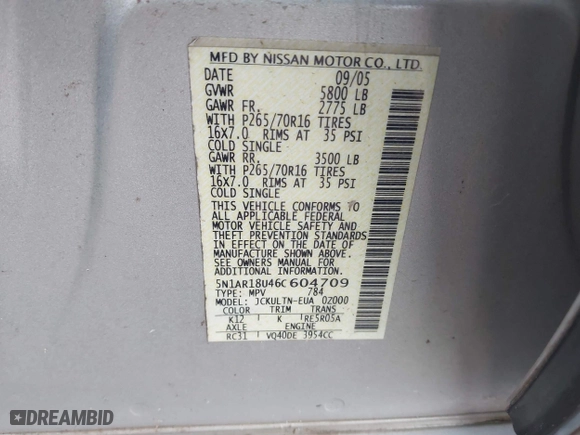 MFD BY NISSAN MOTOR CO., LTD.
DATE 09/05
GVWR 5800 LB
GAWR FR. 2775 LB
WITH P265/70R16 TIRES
16X7.0 RIMS AT 35 PSI
COLD SINGLE
GAWR RR. 3500 LB
WITH P265/70R16 TIRES
16X7.0 RIMS AT 35 PSI
COLD SINGLE
THIS VEHICLE CONFORMS TO
ALL APPLICABLE FEDERAL
MOTOR VEHICLE SAFETY AND
THEFT PREVENTION STANDARDS
IN EFFECT ON THE DATE OF
MANUFACTURE SHOWN ABOVE.
SEE OWNERS MANUAL FOR
ADDITIONAL INFORMATION.
5N1AR18U46C604709
TYPE: MPV 784
MODEL: JCKULTN-EUA 0Z000
COLOR TRIM TRANS
K12 K RE5R05A
AXLE ENGINE
RC31 VQ40DE 3954CC
DREAMBID